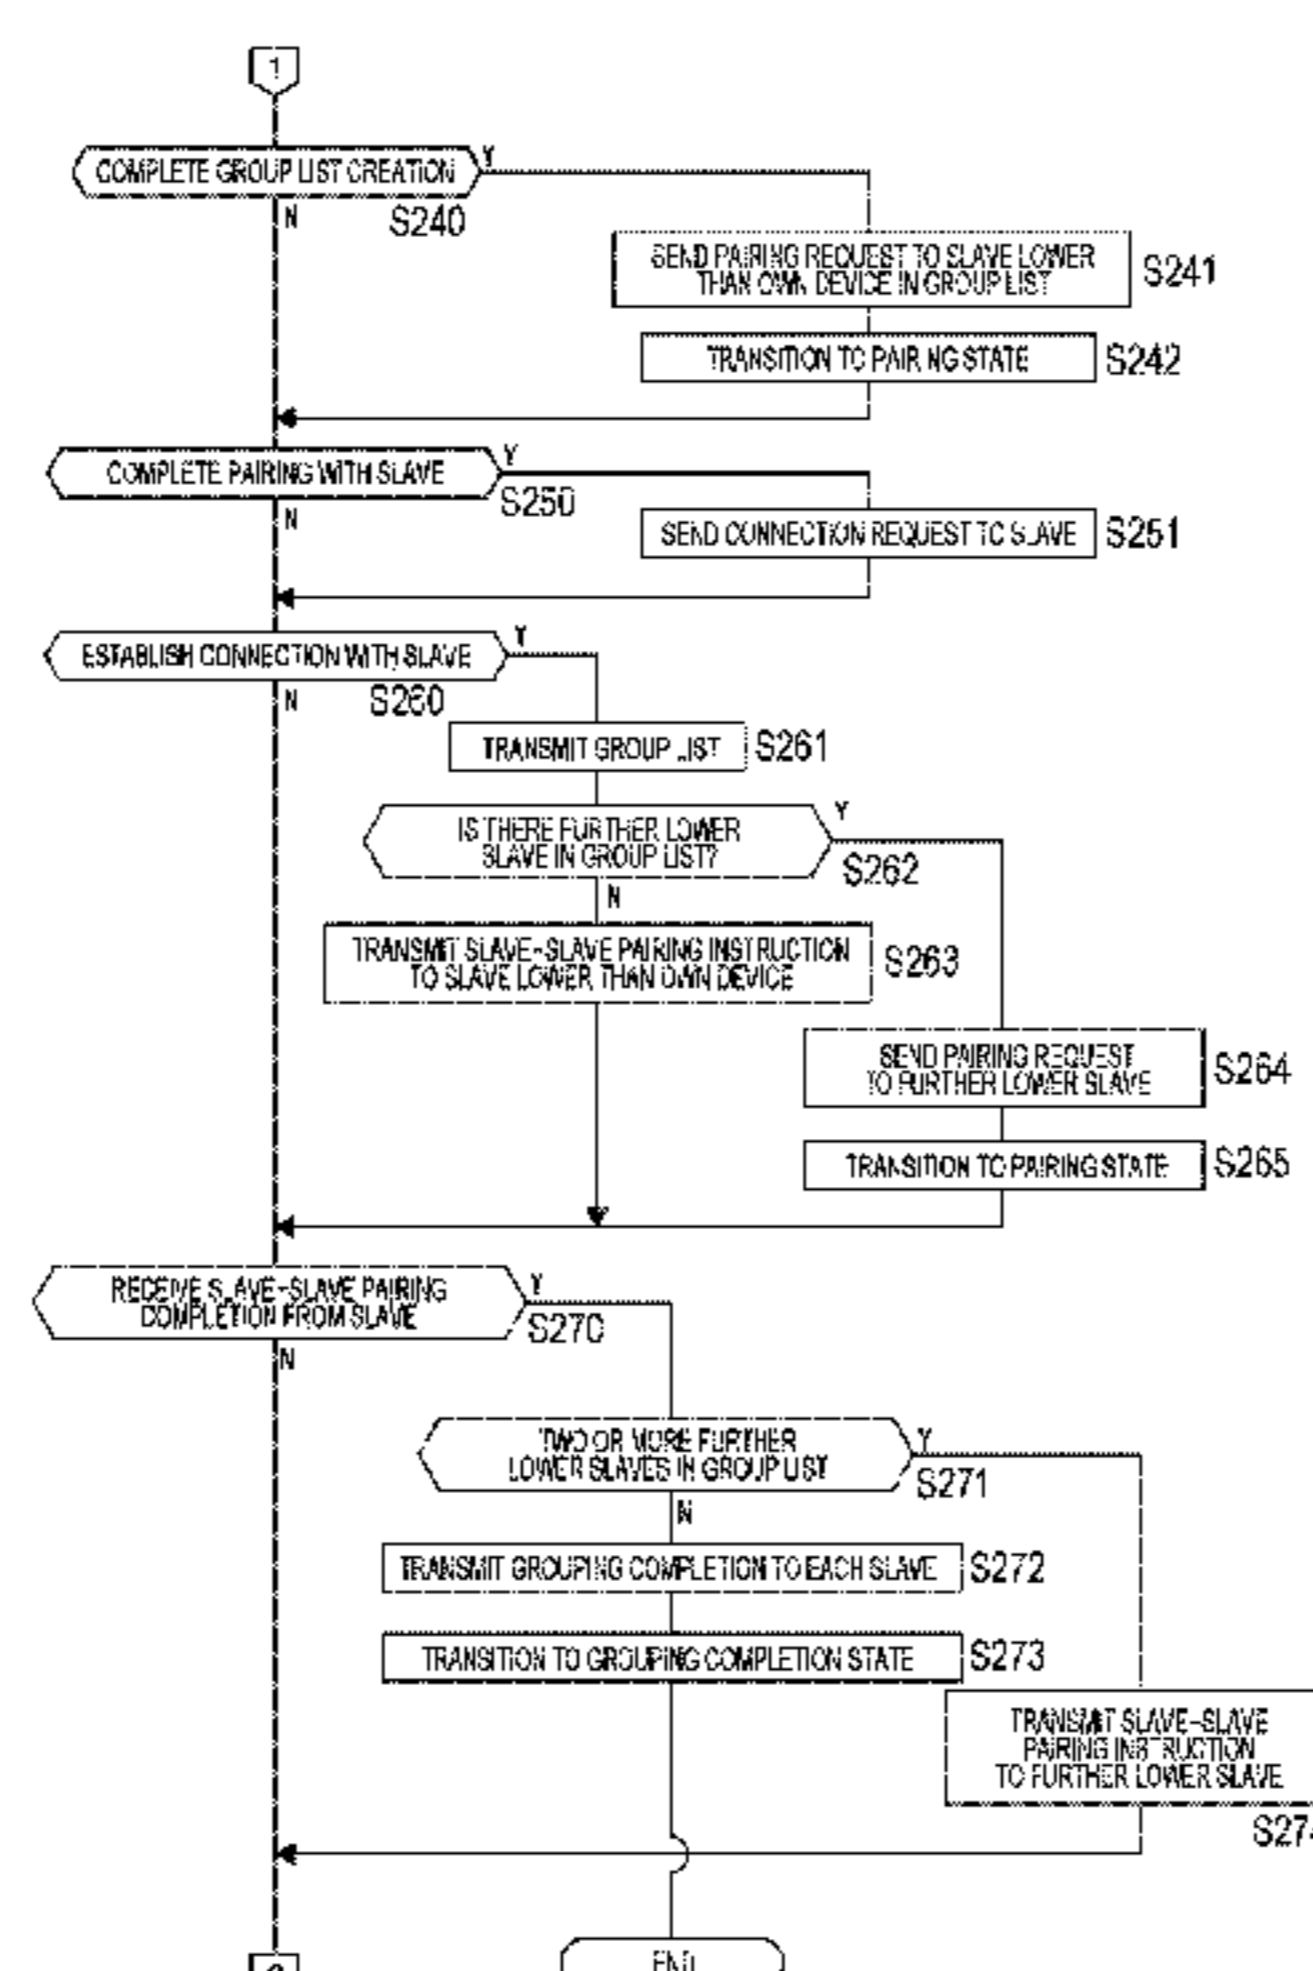 1
COMPLETE GROUP LIST CREATION
Y
N
S240
SEND PAIRING REQUEST TO SLAVE LOWER
THAN OWN DEVICE IN GROUP LIST
S241
TRANSITION TO PAIRING STATE
S242
COMPLETE PAIRING WITH SLAVE
Y
S250
N
SEND CONNECTION REQUEST TO SLAVE
S251
ESTABLISH CONNECTION WITH SLAVE
Y
N
S260
TRANSMIT GROUP LIST
S261
IS THERE FURTHER LOWER
SLAVE IN GROUP LIST?
Y
S262
N
TRANSMIT SLAVE-SLAVE PAIRING INSTRUCTION
TO SLAVE LOWER THAN OWN DEVICE
S263
SEND PAIRING REQUEST
TO FURTHER LOWER SLAVE
S264
TRANSITION TO PAIRING STATE
S265
RECEIVE SLAVE-SLAVE PAIRING
COMPLETION FROM SLAVE
Y
S270
N
TWO OR MORE FURTHER
LOWER SLAVES IN GROUP LIST
Y
S271
N
TRANSMIT GROUPING COMPLETION TO EACH SLAVE
S272
TRANSITION TO GROUPING COMPLETION STATE
S273
TRANSMIT SLAVE-SLAVE
PAIRING INSTRUCTION
TO FURTHER LOWER SLAVE
S274
END